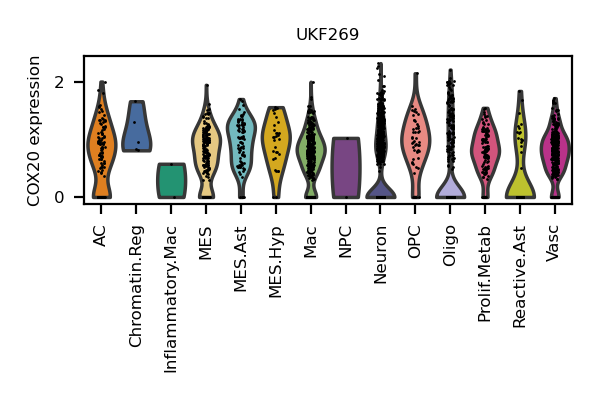 UKF269
COX20 expression
2
0
AC
Chromatin.Reg
Inflammatory.Mac
MES
MES.Ast
MES.Hyp
Mac
NPC
Neuron
OPC
Oligo
Prolif.Metab
Reactive.Ast
Vasc